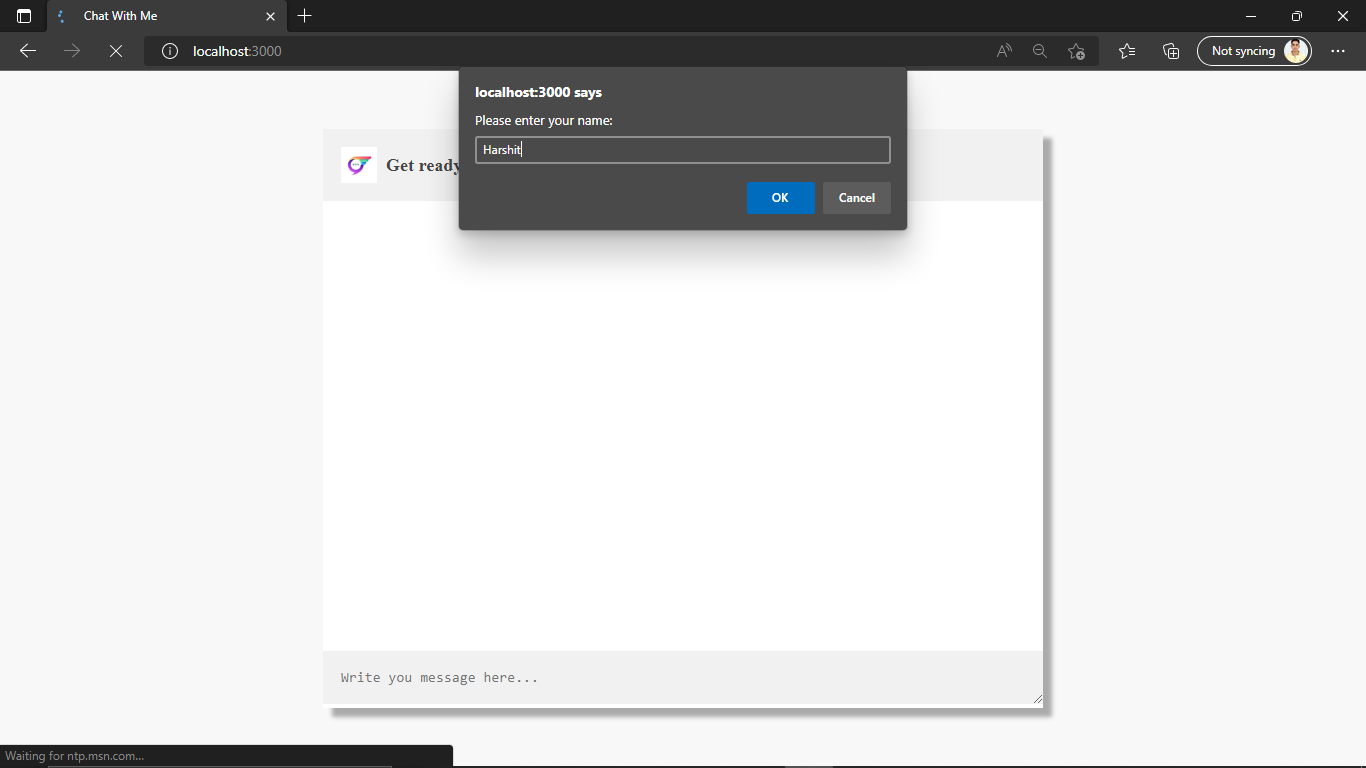 Chat With Me
localhost:3000
Not syncing
localhost:3000 says
Please enter your name:
Harshit
OK
Cancel
Get ready
Write you message here...
Waiting for ntp.msn.com...